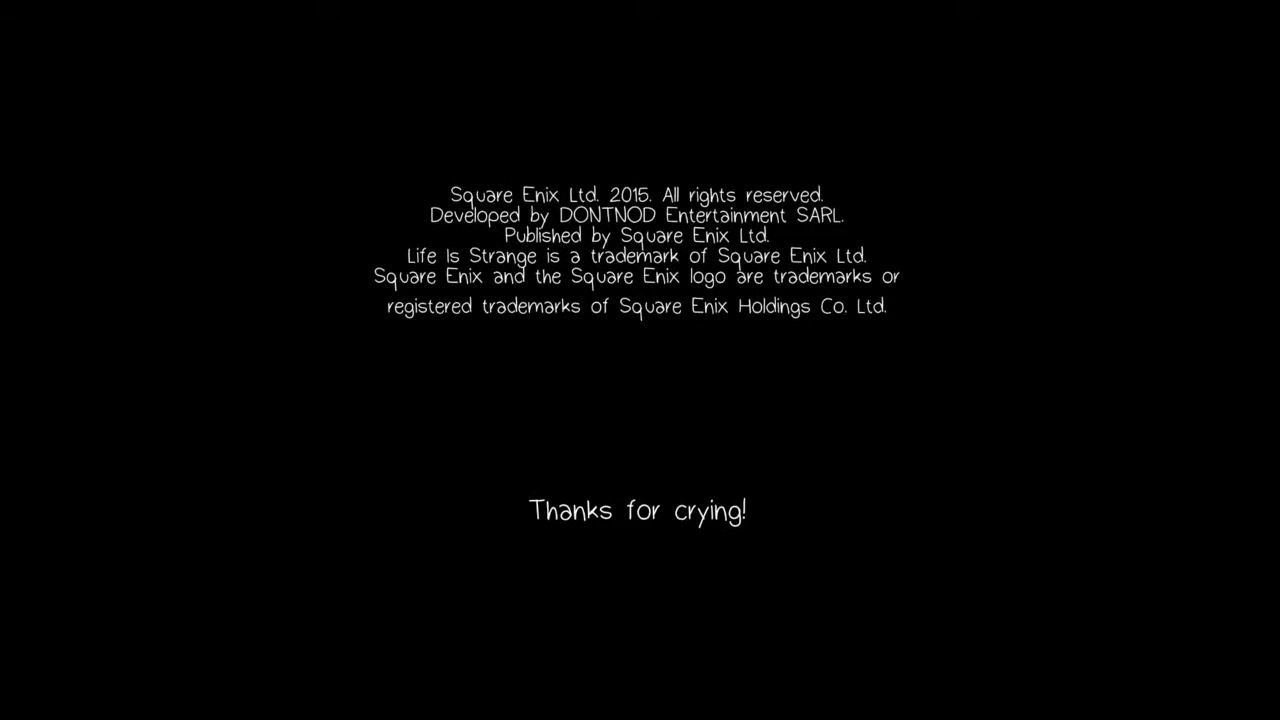 Square Enix Ltd. 2015. All rights reserved.
Developed by DONTNOD Entertainment SARL.
Published by Square Enix Ltd.
Life Is Strange is a trademark of Square Enix Ltd.
Square Enix and the Square Enix logo are trademarks or
registered trademarks of Square Enix Holdings Co. Ltd.
Thanks for crying!